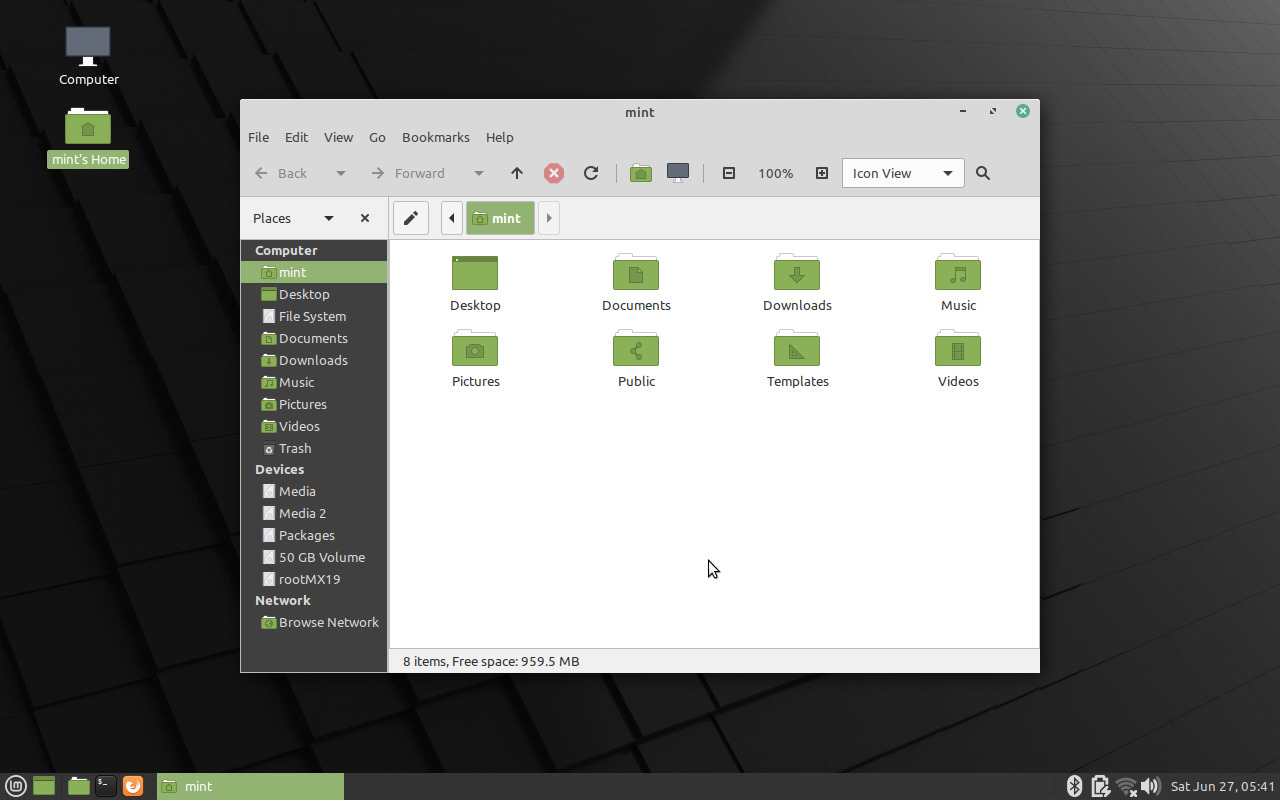 Computer
mint's Home
mint
File Edit View Go Bookmarks Help
Back Forward 100% Icon View
Places mint
Computer
mint
Desktop
File System
Documents
Downloads
Music
Pictures
Videos
Trash
Devices
Media
Media 2
Packages
50 GB Volume
rootMX19
Network
Browse Network
Desktop Documents Downloads Music
Pictures Public Templates Videos
8 items, Free space: 959.5 MB
mint Sat Jun 27, 05:41